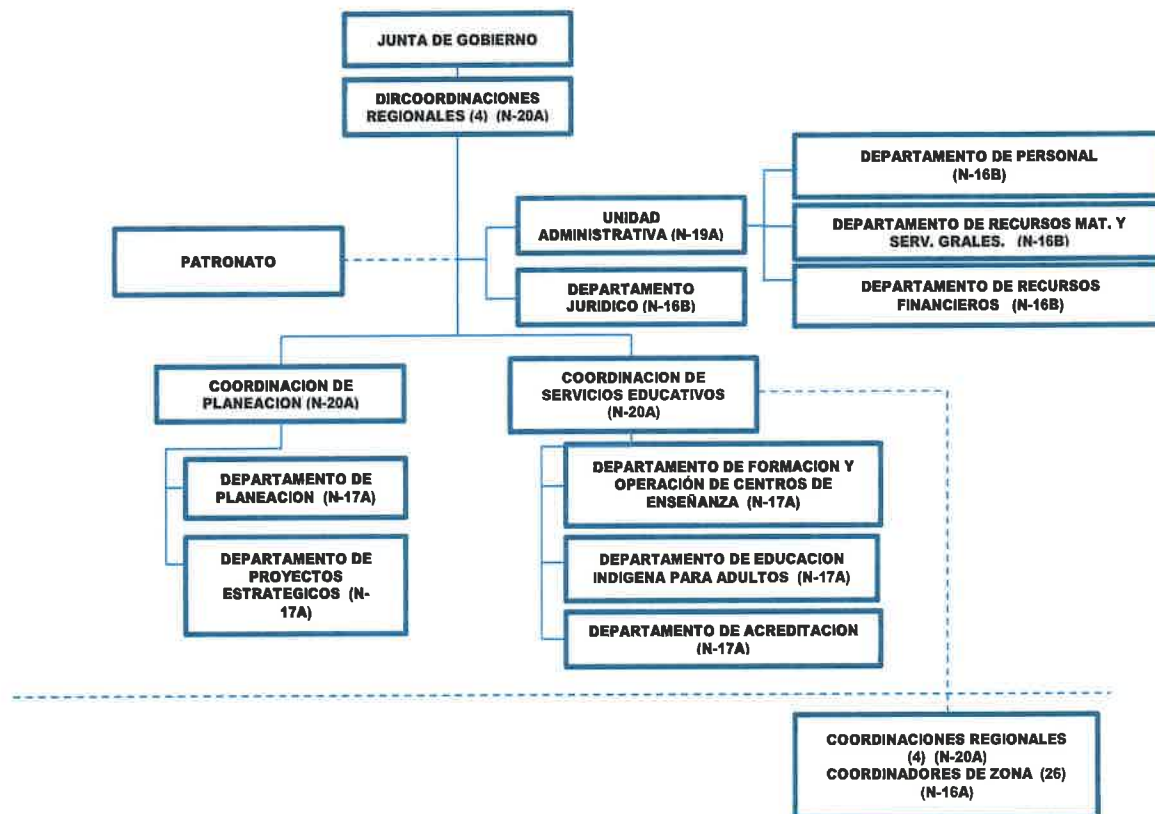 JUNTA DE GOBIERNO
DIRCOORDINACIONES
REGIONALES (4) (N-20A)
DEPARTAMENTO DE PERSONAL
(N-16B)
UNIDAD
ADMINISTRATIVA (N-19A)
DEPARTAMENTO DE RECURSOS MAT. Y
SERV. GRALES. (N-16B)
PATRONATO
DEPARTAMENTO
JURIDICO (N-16B)
DEPARTAMENTO DE RECURSOS
FINANCIEROS (N-16B)
COORDINACION DE
PLANEACION (N-20A)
COORDINACION DE
SERVICIOS EDUCATIVOS
(N-20A)
DEPARTAMENTO DE
PLANEACION (N-17A)
DEPARTAMENTO DE
PROYECTOS
ESTRATEGICOS (N-
17A)
DEPARTAMENTO DE FORMACION Y
OPERACIÓN DE CENTROS DE
ENSEÑANZA (N-17A)
DEPARTAMENTO DE EDUCACION
INDIGENA PARA ADULTOS (N-17A)
DEPARTAMENTO DE ACREDITACION
(N-17A)
COORDINACIONES REGIONALES
(4) (N-20A)
COORDINADORES DE ZONA (26)
(N-16A)